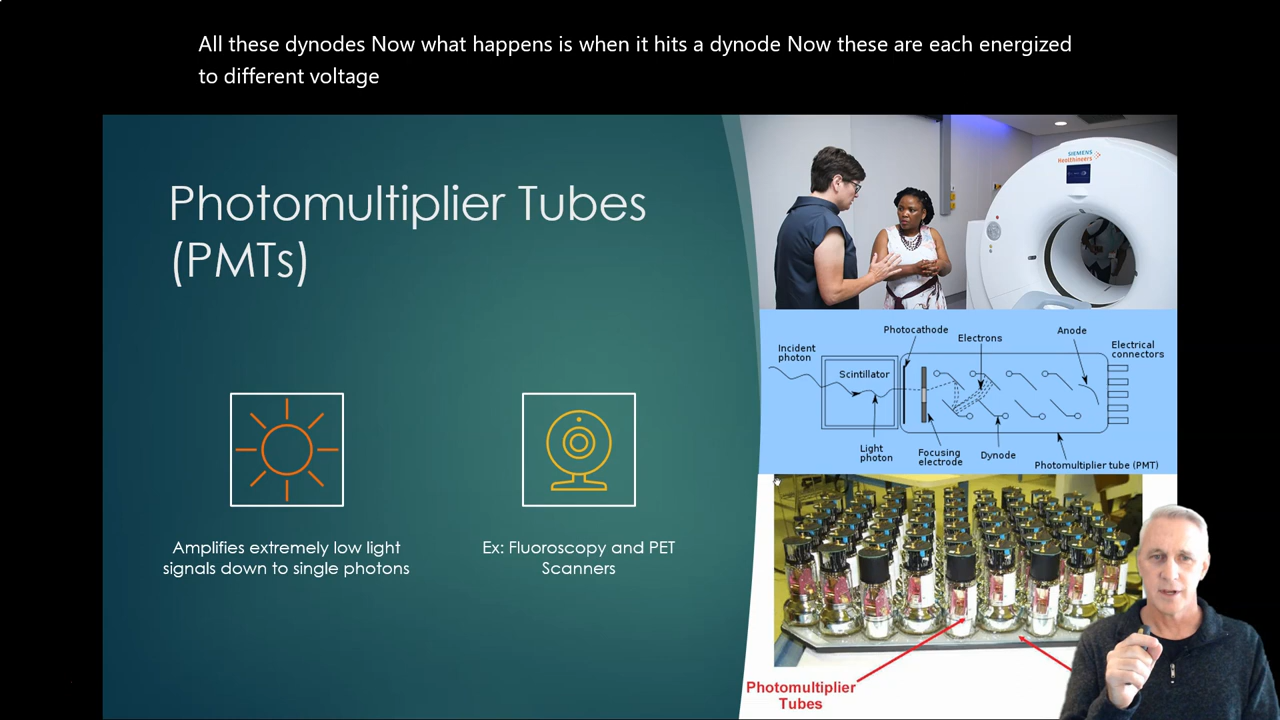 All these dynodes Now what happens is when it hits a dynode Now these are each energized
to different voltage
Photomultiplier Tubes
(PMTs)
Amplifies extremely low light
signals down to single photons
Ex: Fluoroscopy and PET
Scanners
SIEMENS
Healthineers
Incident
photon
Photocathode
Electrons
Anode
Electrical
connectors
Scintillator
Light
photon
Focusing
electrode
Dynode
Photomultiplier tube (PMT)
Photomultiplier
Tubes